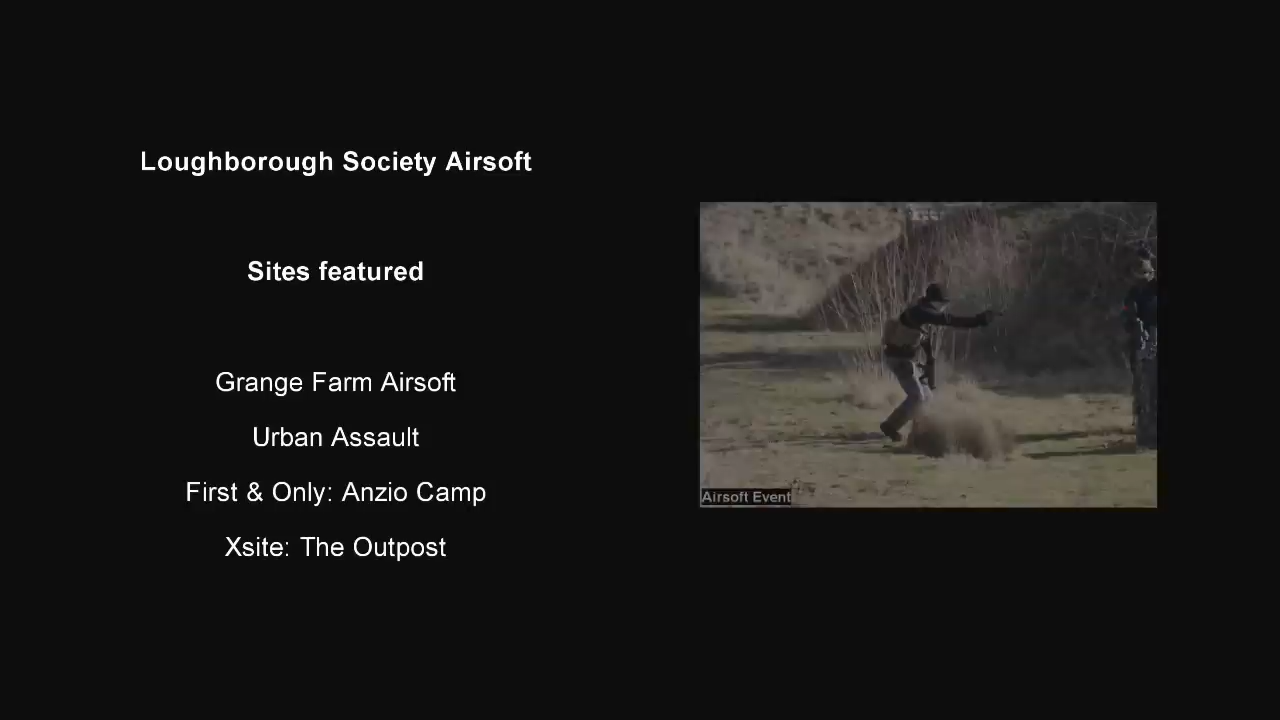 Loughborough Society Airsoft
Sites featured
Grange Farm Airsoft
Urban Assault
First & Only: Anzio Camp
Xsite: The Outpost
Airsoft Event